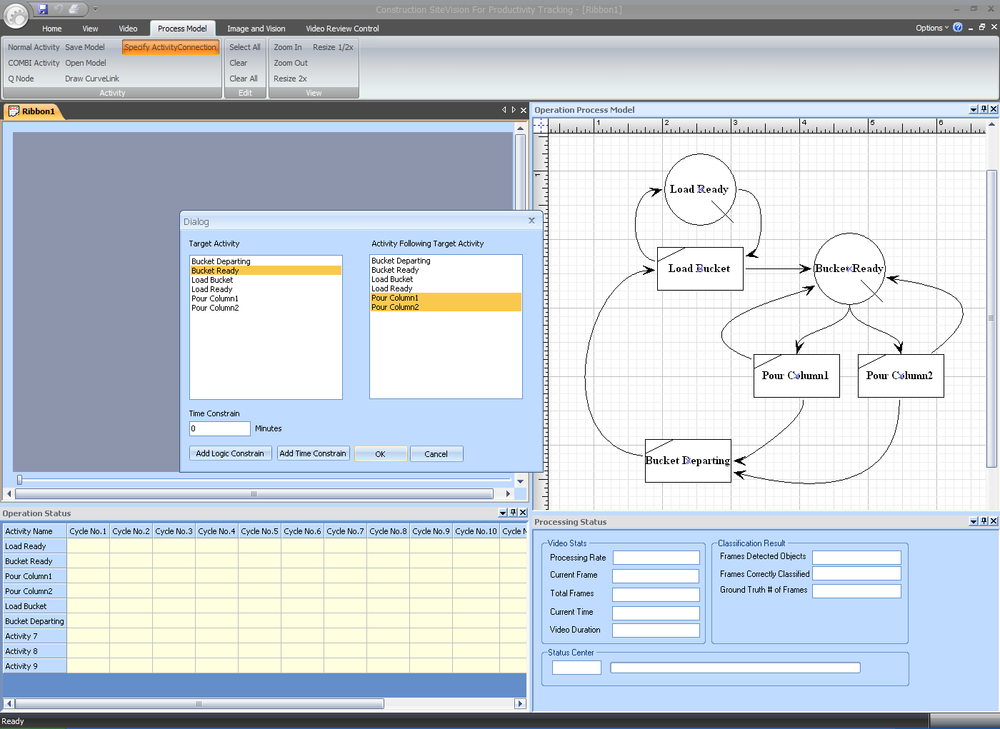 Construction SiteVision For Productivity Tracking - [Ribbon1]
Home View Video Process Model Image and Vision Video Review Control Options
Normal Activity Save Model Specify ActivityConnection Select All Zoom In Resize 1/2x
COMBI Activity Open Model Clear Zoom Out
Q Node Draw CurveLink Clear All Resize 2x
Activity Edit View
Ribbon1
Operation Process Model
1 2 3 4 5 6
1
Load Ready
Load Bucket
Bucket Ready
Pour Column1
Pour Column2
Bucket Departing
Dialog
Target Activity
Bucket Departing
Bucket Ready
Load Bucket
Load Ready
Pour Column1
Pour Column2
Activity Following Target Activity
Bucket Departing
Bucket Ready
Load Bucket
Load Ready
Pour Column1
Pour Column2
Time Constrain
0 Minutes
Add Logic Constrain Add Time Constrain OK Cancel
Operation Status
Activity Name Cycle No.1 Cycle No.2 Cycle No.3 Cycle No.4 Cycle No.5 Cycle No.6 Cycle No.7 Cycle No.8 Cycle No.9 Cycle No.10 Cycle N
Load Ready
Bucket Ready
Pour Column1
Pour Column2
Load Bucket
Bucket Departing
Activity 7
Activity 8
Activity 9
Processing Status
Video Stats
Processing Rate
Current Frame
Total Frames
Current Time
Video Duration
Classification Result
Frames Detected Objects
Frames Correctly Classified
Ground Truth # of Frames
Status Center
Ready